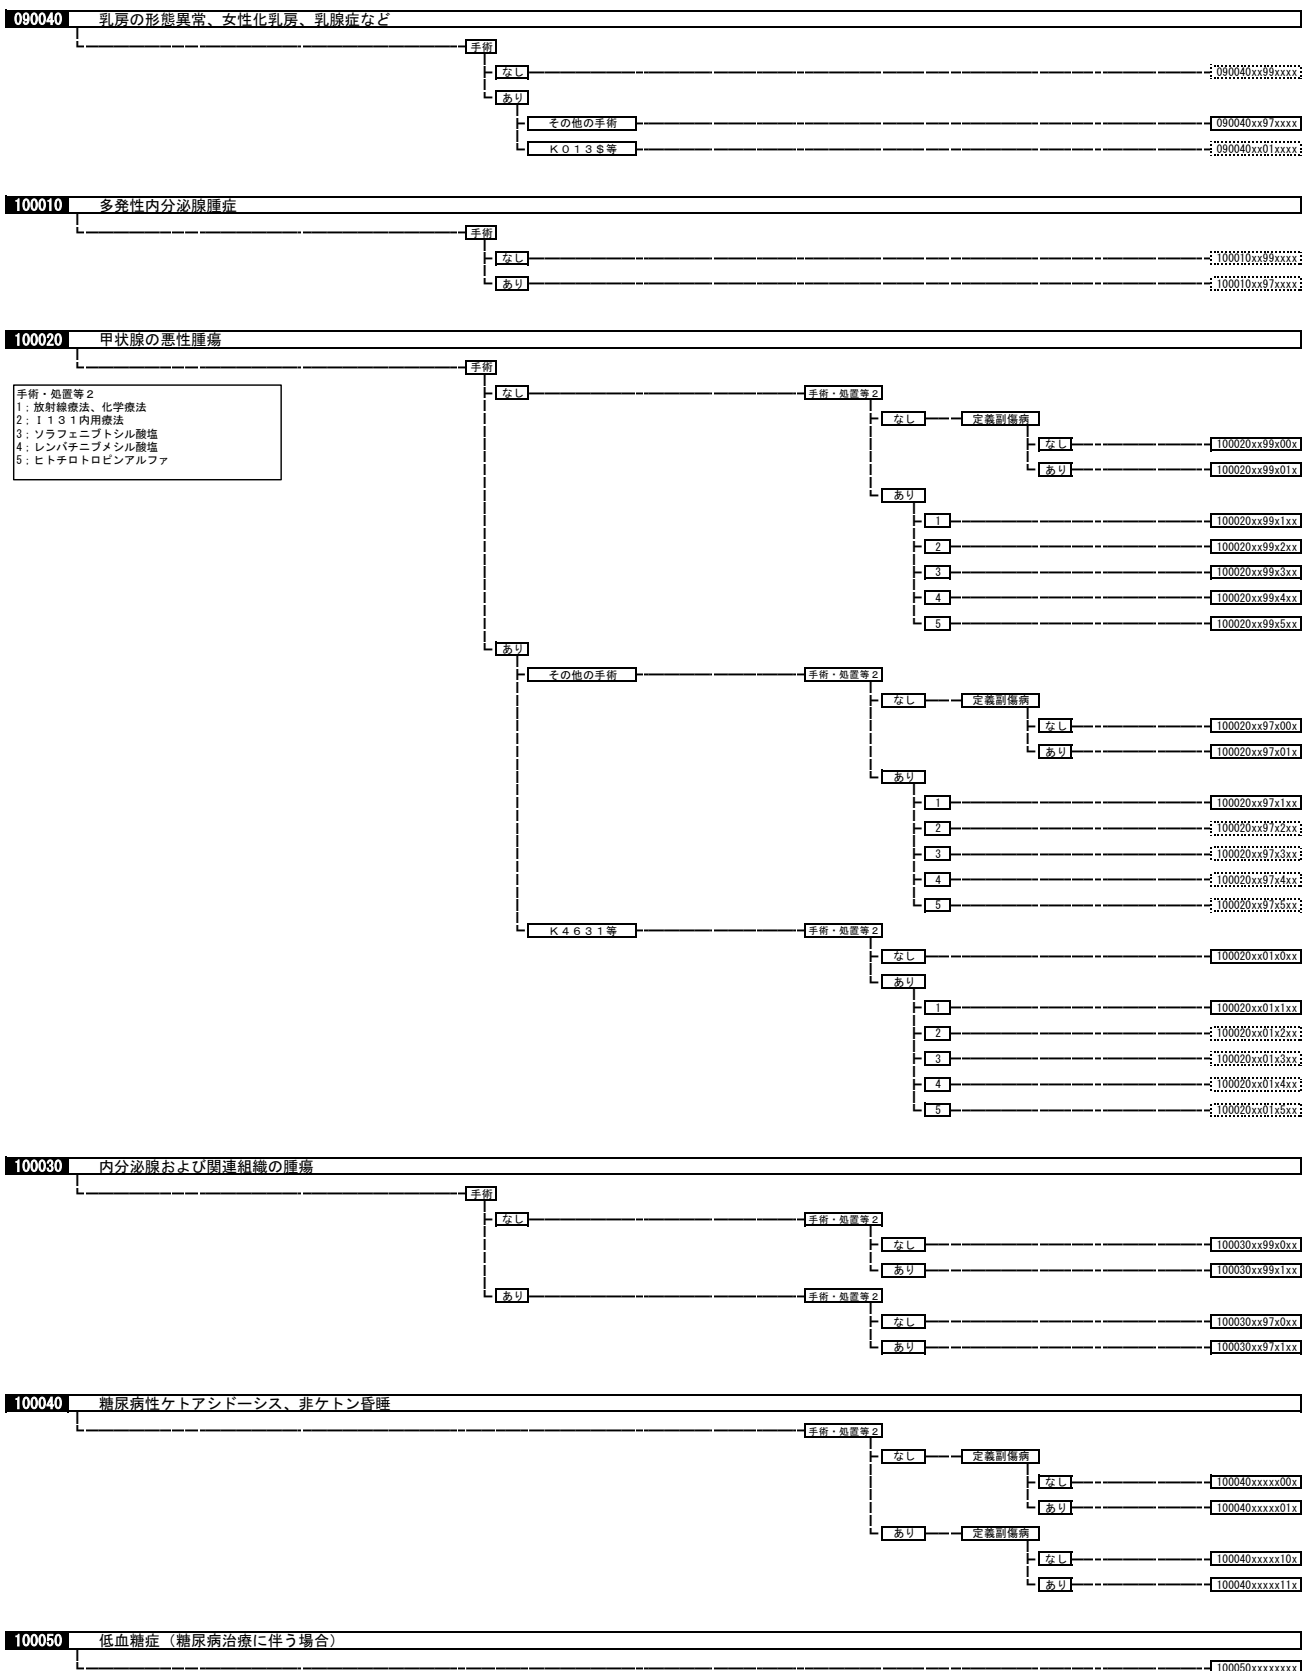 090040 乳房の形態異常、女性化乳房、乳腺症など
手術
なし 090040xx99xxxx
あり
その他の手術 090040xx97xxxx
K013$等 090040xx01xxxx
100010 多発性内分泌腺腫症
手術
なし 100010xx99xxxx
あり 100010xx97xxxx
100020 甲状腺の悪性腫瘍
手術
手術・処置等2
1;放射線療法、化学療法
2;I131内用療法
3;ソラフェニブトシル酸塩
4;レンバチニブメシル酸塩
5;ヒトチロトロピンアルファ
なし 手術・処置等2
なし 定義副傷病
なし 100020xx99x00x
あり 100020xx99x01x
あり
1 100020xx99x1xx
2 100020xx99x2xx
3 100020xx99x3xx
4 100020xx99x4xx
5 100020xx99x5xx
あり
その他の手術 手術・処置等2
なし 定義副傷病
なし 100020xx97x00x
あり 100020xx97x01x
あり
1 100020xx97x1xx
2 100020xx97x2xx
3 100020xx97x3xx
4 100020xx97x4xx
5 100020xx97x5xx
K4631等 手術・処置等2
なし 100020xx01x0xx
あり
1 100020xx01x1xx
2 100020xx01x2xx
3 100020xx01x3xx
4 100020xx01x4xx
5 100020xx01x5xx
100030 内分泌腺および関連組織の腫瘍
手術
なし 手術・処置等2
なし 100030xx99x0xx
あり 100030xx99x1xx
あり 手術・処置等2
なし 100030xx97x0xx
あり 100030xx97x1xx
100040 糖尿病性ケトアシドーシス、非ケトン昏睡
手術・処置等2
なし 定義副傷病
なし 100040xxxxx00x
あり 100040xxxxx01x
あり 定義副傷病
なし 100040xxxxx10x
あり 100040xxxxx11x
100050 低血糖症(糖尿病治療に伴う場合)
100050xxxxxxxx